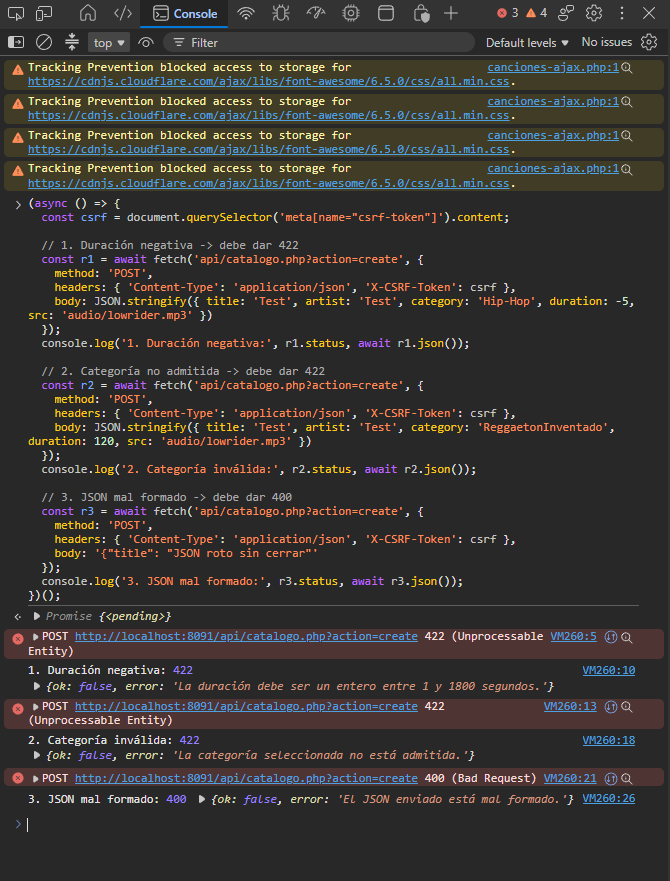 Console
3 4
top Filter Default levels No issues
Tracking Prevention blocked access to storage for canciones-ajax.php:1
https://cdnjs.cloudflare.com/ajax/libs/font-awesome/6.5.0/css/all.min.css.
Tracking Prevention blocked access to storage for canciones-ajax.php:1
https://cdnjs.cloudflare.com/ajax/libs/font-awesome/6.5.0/css/all.min.css.
Tracking Prevention blocked access to storage for canciones-ajax.php:1
https://cdnjs.cloudflare.com/ajax/libs/font-awesome/6.5.0/css/all.min.css.
Tracking Prevention blocked access to storage for canciones-ajax.php:1
https://cdnjs.cloudflare.com/ajax/libs/font-awesome/6.5.0/css/all.min.css.
(async () => {
  const csrf = document.querySelector('meta[name="csrf-token"]').content;
  // 1. Duración negativa -> debe dar 422
  const r1 = await fetch('api/catalogo.php?action=create', {
    method: 'POST',
    headers: { 'Content-Type': 'application/json', 'X-CSRF-Token': csrf },
    body: JSON.stringify({ title: 'Test', artist: 'Test', category: 'Hip-Hop', duration: -5,
src: 'audio/lowrider.mp3' })
  });
  console.log('1. Duración negativa:', r1.status, await r1.json());
  // 2. Categoría no admitida -> debe dar 422
  const r2 = await fetch('api/catalogo.php?action=create', {
    method: 'POST',
    headers: { 'Content-Type': 'application/json', 'X-CSRF-Token': csrf },
    body: JSON.stringify({ title: 'Test', artist: 'Test', category: 'ReggaetonInventado',
duration: 120, src: 'audio/lowrider.mp3' })
  });
  console.log('2. Categoría inválida:', r2.status, await r2.json());
  // 3. JSON mal formado -> debe dar 400
  const r3 = await fetch('api/catalogo.php?action=create', {
    method: 'POST',
    headers: { 'Content-Type': 'application/json', 'X-CSRF-Token': csrf },
    body: '{"title": "JSON roto sin cerrar"'
  });
  console.log('3. JSON mal formado:', r3.status, await r3.json());
})();
Promise {<pending>}
POST http://localhost:8091/api/catalogo.php?action=create 422 (Unprocessable VM260:5
Entity)
1. Duración negativa: 422 VM260:10
{ok: false, error: 'La duración debe ser un entero entre 1 y 1800 segundos.'}
POST http://localhost:8091/api/catalogo.php?action=create 422 VM260:13
(Unprocessable Entity)
2. Categoría inválida: 422 VM260:18
{ok: false, error: 'La categoría seleccionada no está admitida.'}
POST http://localhost:8091/api/catalogo.php?action=create 400 (Bad Request) VM260:21
3. JSON mal formado: 400 {ok: false, error: 'El JSON enviado está mal formado.'} VM260:26